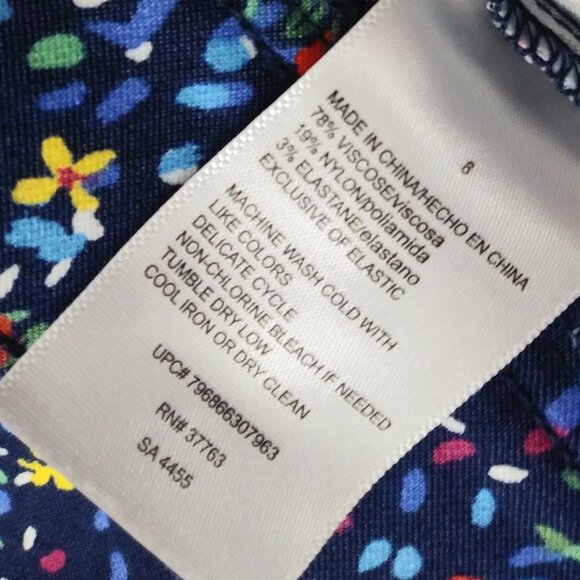 8
MADE IN CHINA/HECHO EN CHINA
78% VISCOSE/viscosa
19% NYLON/poliamida
3% ELASTANE/elastano
EXCLUSIVE OF ELASTIC
MACHINE WASH COLD WITH
LIKE COLORS
DELICATE CYCLE
NON-CHLORINE BLEACH IF NEEDED
TUMBLE DRY LOW
COOL IRON OR DRY CLEAN
UPC# 796866307963
RN# 37763
SA 4455